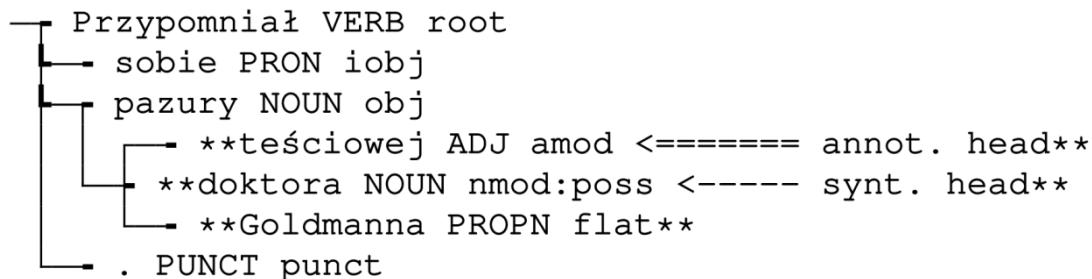 Przypomniał VERB root
sobie PRON iobj
pazury NOUN obj
**teściowej ADJ amod <======= annot. head**
**doktora NOUN nmod:poss <----- synt. head**
**Goldmanna PROPN flat**
. PUNCT punct